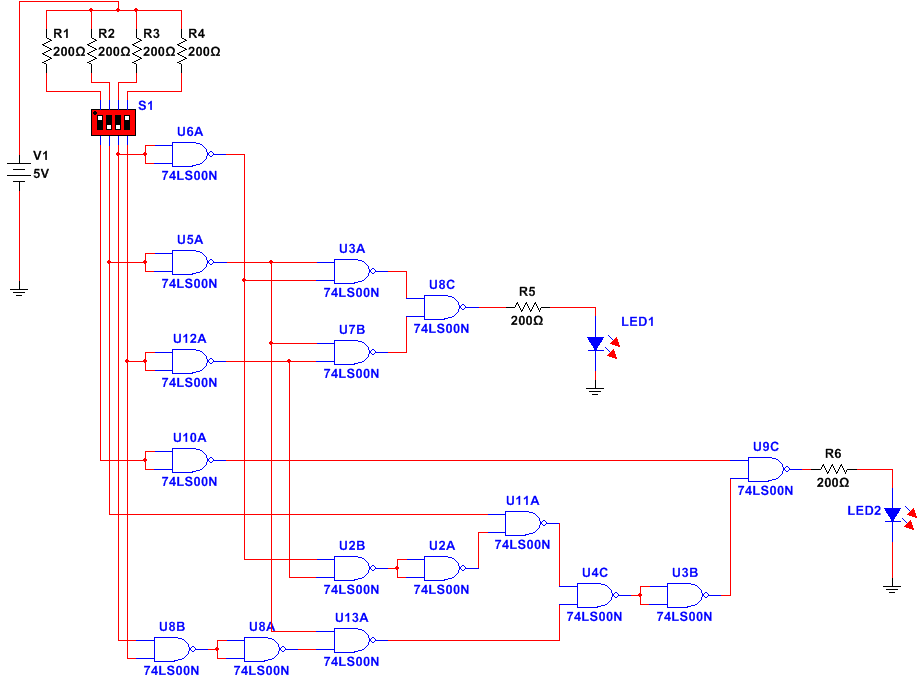 R1 R2 R3 R4
200Ω 200Ω 200Ω 200Ω
S1
U6A
74LS00N
V1
5V
U5A
74LS00N
U3A
74LS00N
U8C
74LS00N
R5
200Ω
LED1
U12A
74LS00N
U7B
74LS00N
U10A
74LS00N
U9C
74LS00N
R6
200Ω
LED2
U11A
74LS00N
U2B
74LS00N
U2A
74LS00N
U4C
74LS00N
U3B
74LS00N
U8B
74LS00N
U8A
74LS00N
U13A
74LS00N